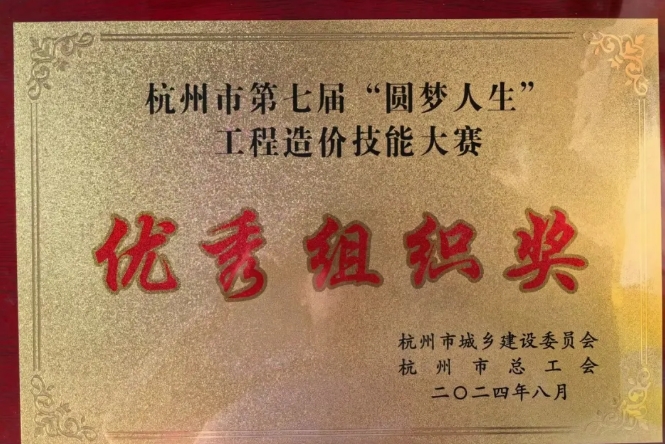 杭州市第七届“圆梦人生”
工程造价技能大赛
优秀组织奖
杭州市城乡建设委员会
杭州市总工会
二〇二四年八月